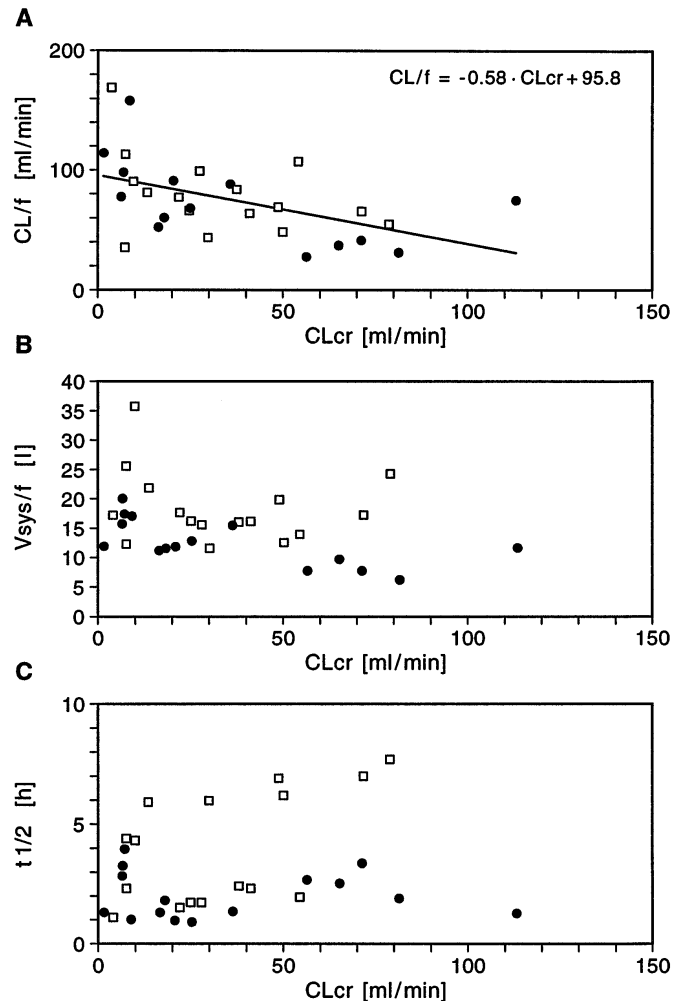 A
200
CL/f = -0.58 · CLcr + 95.8
CL/f [ml/min]
100
0
0 50 100 150
CLcr [ml/min]
B
40
35
30
25
20
15
10
5
0
Vsys/f [l]
0 50 100 150
CLcr [ml/min]
C
10
5
0
t1/2 [h]
0 50 100 150
CLcr [ml/min]